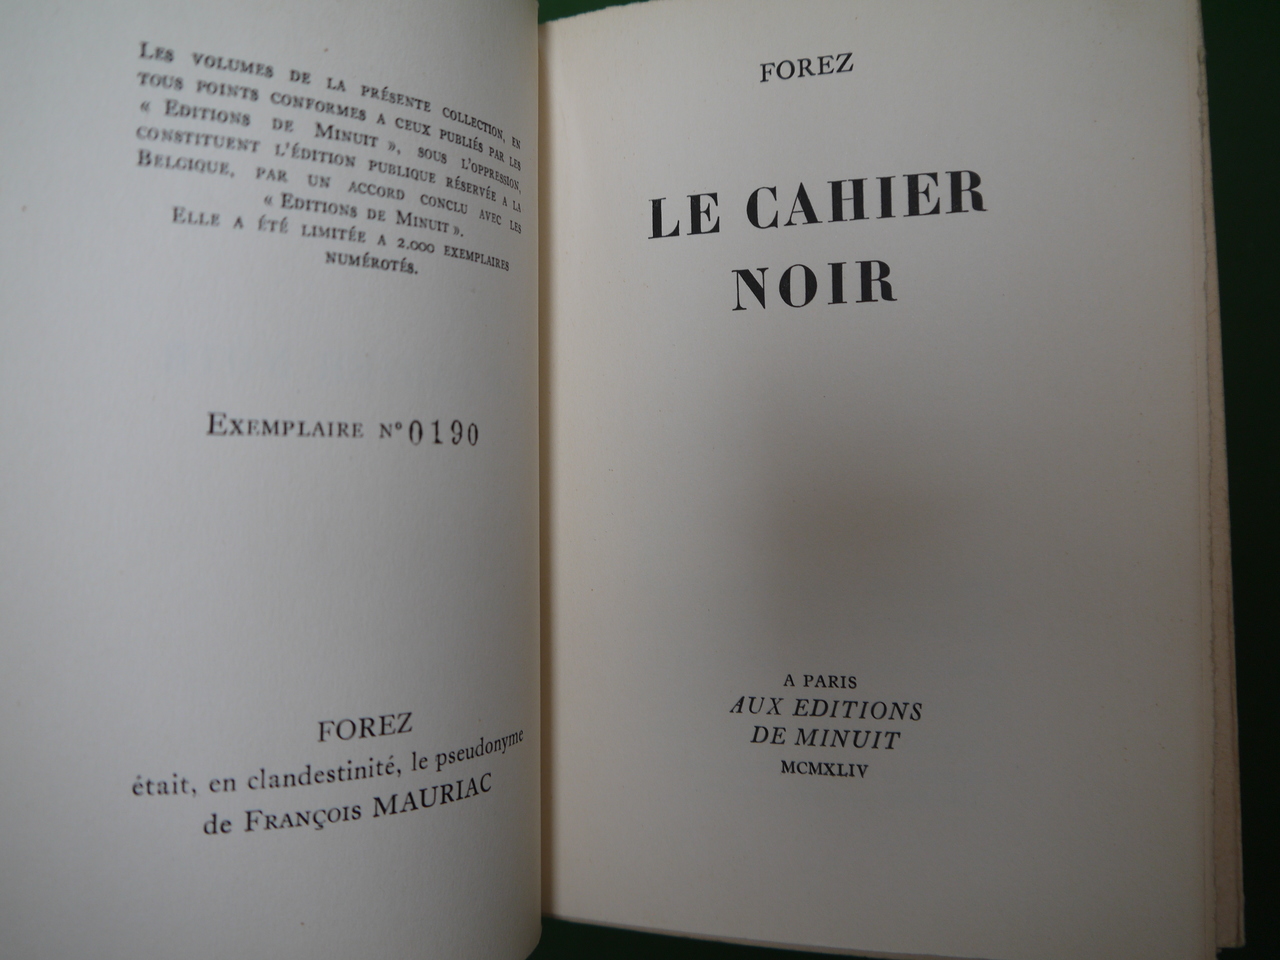 LES VOLUMES DE LA PRÉSENTE COLLECTION, EN
TOUS POINTS CONFORMES A CEUX PUBLIÉS PAR LES
« EDITIONS DE MINUIT », SOUS L'OPPRESSION,
CONSTITUENT L'ÉDITION PUBLIQUE RÉSERVÉE A LA
BELGIQUE, PAR UN ACCORD CONCLU AVEC LES
« EDITIONS DE MINUIT ».
ELLE A ÉTÉ LIMITÉE A 2.000 EXEMPLAIRES
NUMÉROTÉS.
EXEMPLAIRE N° 0190
FOREZ
était, en clandestinité, le pseudonyme
de FRANÇOIS MAURIAC
FOREZ
LE CAHIER
NOIR
A PARIS
AUX EDITIONS
DE MINUIT
MCMXLIV